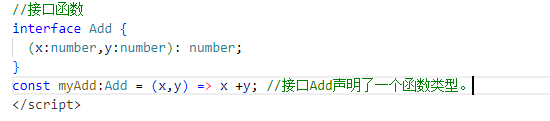 //接口函数
interface Add {
  (x:number,y:number): number;
}
const myAdd:Add = (x,y) => x +y; //接口Add声明了一个函数类型。
</script>